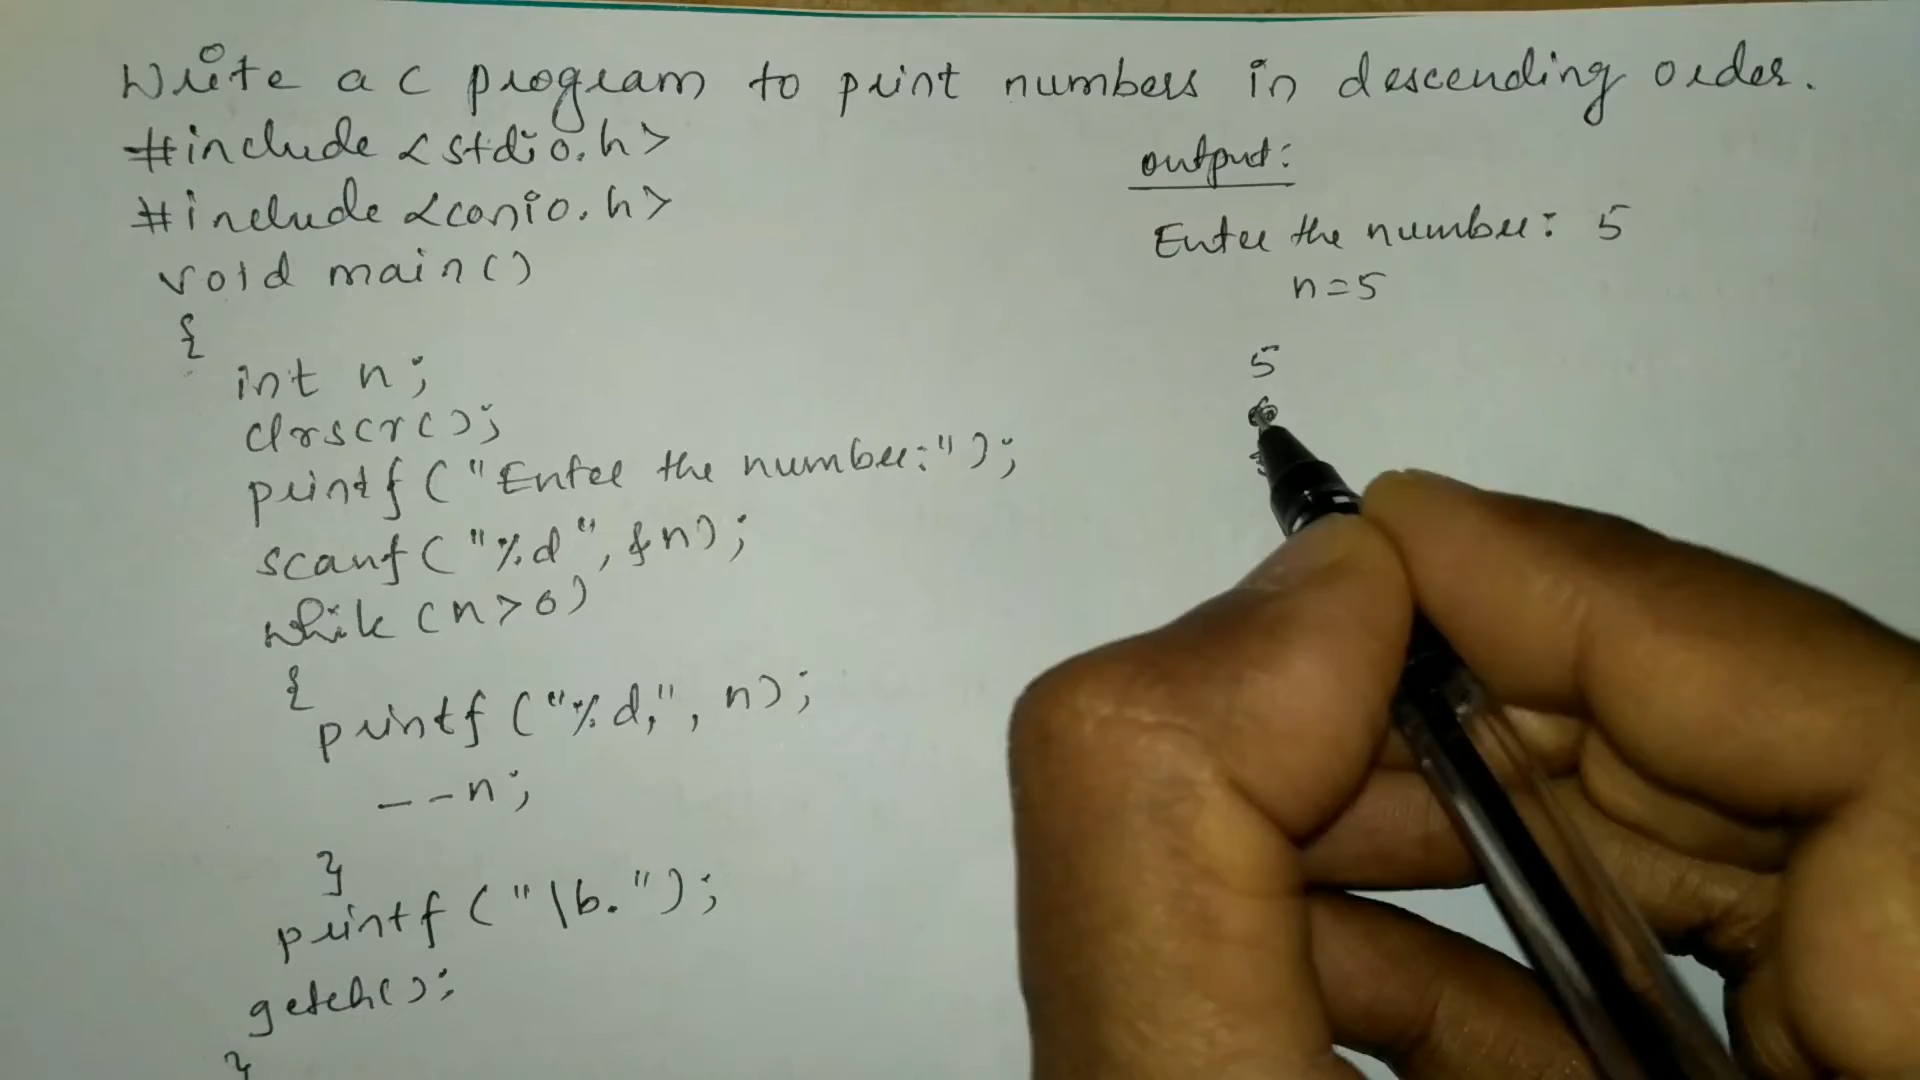 Write a c program to print numbers in descending order.
#include <stdio.h>
#include <conio.h>
void main()
{
int n;
clrscr();
printf ("Enter the number:");
scanf ("%d", &n);
while (n>0)
{
printf ("%d,", n);
--n;
}
printf ("\b.");
getch();
}
output:
Enter the number: 5
n=5
5